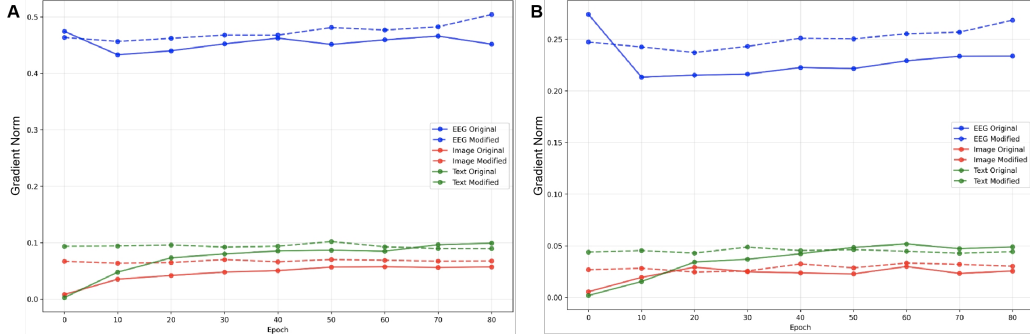 A
Gradient Norm
0.5
0.4
0.3
0.2
0.1
0.0
EEG Original
EEG Modified
Image Original
Image Modified
Text Original
Text Modified
0 10 20 30 40 50 60 70 80
Epoch
B
Gradient Norm
0.25
0.20
0.15
0.10
0.05
0.00
EEG Original
EEG Modified
Image Original
Image Modified
Text Original
Text Modified
0 10 20 30 40 50 60 70 80
Epoch